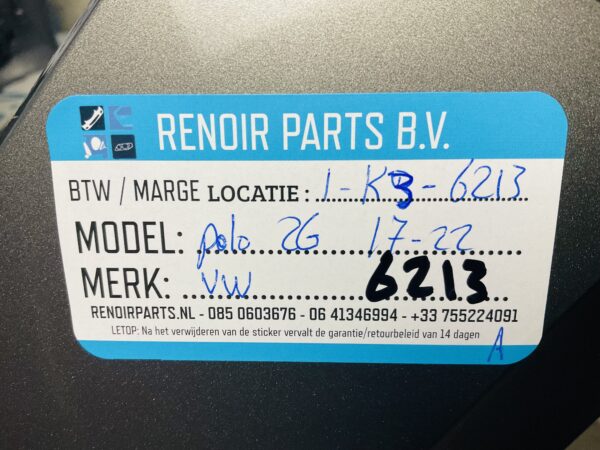 RENOIR PARTS B.V.
BTW / MARGE LOCATIE : 1-K3-6213
MODEL: polo 2G 17-22
MERK: VW 6213
RENOIRPARTS.NL - 085 0603676 - 06 41346994 - +33 755224091
LETOP: Na het verwijderen van de sticker vervalt de garantie/retourbeleid van 14 dagen
A